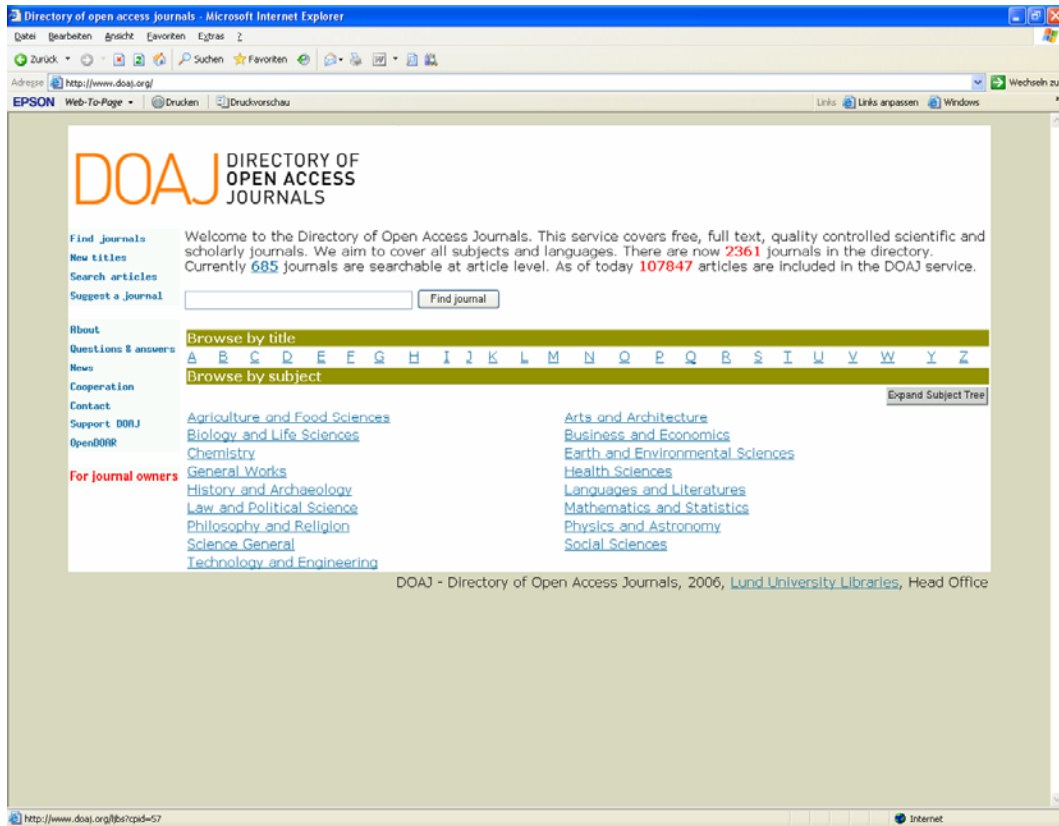 Directory of open access journals - Microsoft Internet Explorer
Datei Bearbeiten Ansicht Favoriten Extras ?
Zurück Suchen Favoriten
Adresse http://www.doaj.org/ Wechseln zu
EPSON Web-To-Page Drucken Druckvorschau Links Links anpassen Windows
DOAJ DIRECTORY OF
OPEN ACCESS
JOURNALS
Find journals
New titles
Search articles
Suggest a journal
About
Questions & answers
News
Cooperation
Contact
Support DOAJ
OpenDOAR
For journal owners
Welcome to the Directory of Open Access Journals. This service covers free, full text, quality controlled scientific and
scholarly journals. We aim to cover all subjects and languages. There are now 2361 journals in the directory.
Currently 685 journals are searchable at article level. As of today 107847 articles are included in the DOAJ service.
Find journal
Browse by title
A B C D E F G H I J K L M N O P Q R S T U V W Y Z
Browse by subject
Expand Subject Tree
Agriculture and Food Sciences Arts and Architecture
Biology and Life Sciences Business and Economics
Chemistry Earth and Environmental Sciences
General Works Health Sciences
History and Archaeology Languages and Literatures
Law and Political Science Mathematics and Statistics
Philosophy and Religion Physics and Astronomy
Science General Social Sciences
Technology and Engineering
DOAJ - Directory of Open Access Journals, 2006, Lund University Libraries, Head Office
http://www.doaj.org/ljbs?cpid=57 Internet